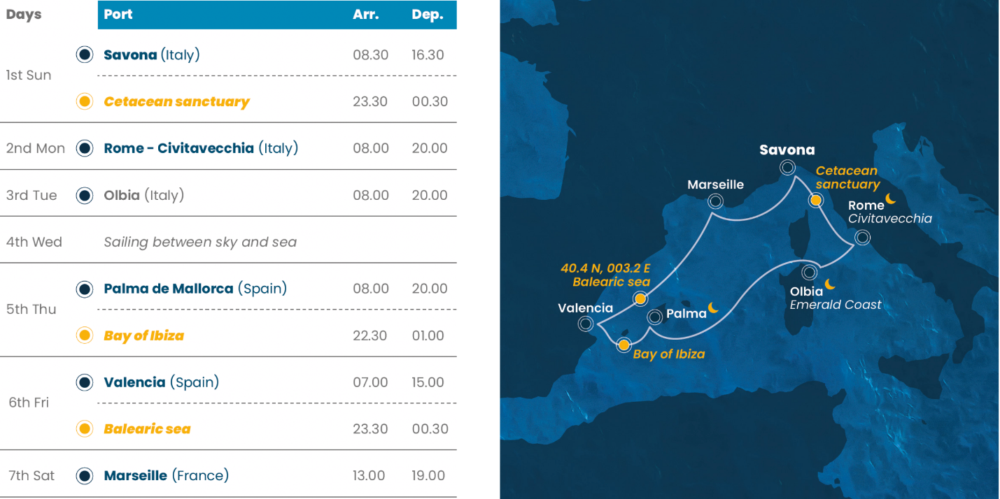 Days Port Arr. Dep.
1st Sun
Savona (Italy) 08.30 16.30
Cetacean sanctuary 23.30 00.30
2nd Mon Rome - Civitavecchia (Italy) 08.00 20.00
3rd Tue Olbia (Italy) 08.00 20.00
4th Wed Sailing between sky and sea
5th Thu
Palma de Mallorca (Spain) 08.00 20.00
Bay of Ibiza 22.30 01.00
6th Fri
Valencia (Spain) 07.00 15.00
Balearic sea 23.30 00.30
7th Sat Marseille (France) 13.00 19.00
Savona
Cetacean
sanctuary
Marseille
Rome
Civitavecchia
40.4 N, 003.2 E
Balearic sea
Olbia
Emerald Coast
Valencia
Palma
Bay of Ibiza